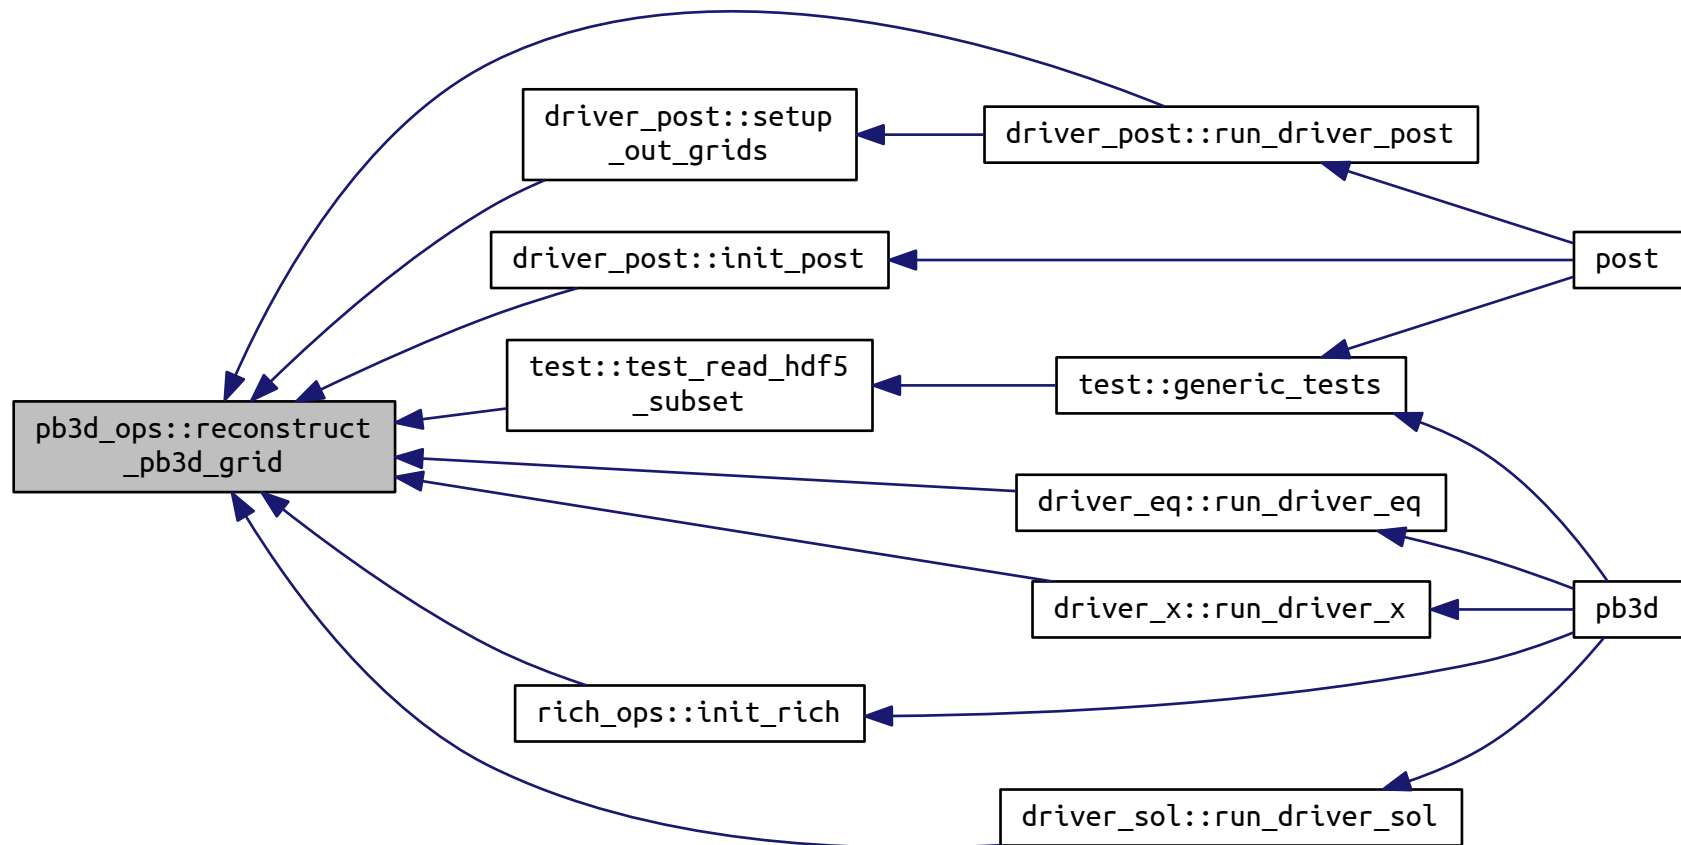 driver_post::setup
_out_grids
driver_post::run_driver_post
driver_post::init_post
post
test::test_read_hdf5
_subset
test::generic_tests
pb3d_ops::reconstruct
_pb3d_grid
driver_eq::run_driver_eq
driver_x::run_driver_x
pb3d
rich_ops::init_rich
driver_sol::run_driver_sol